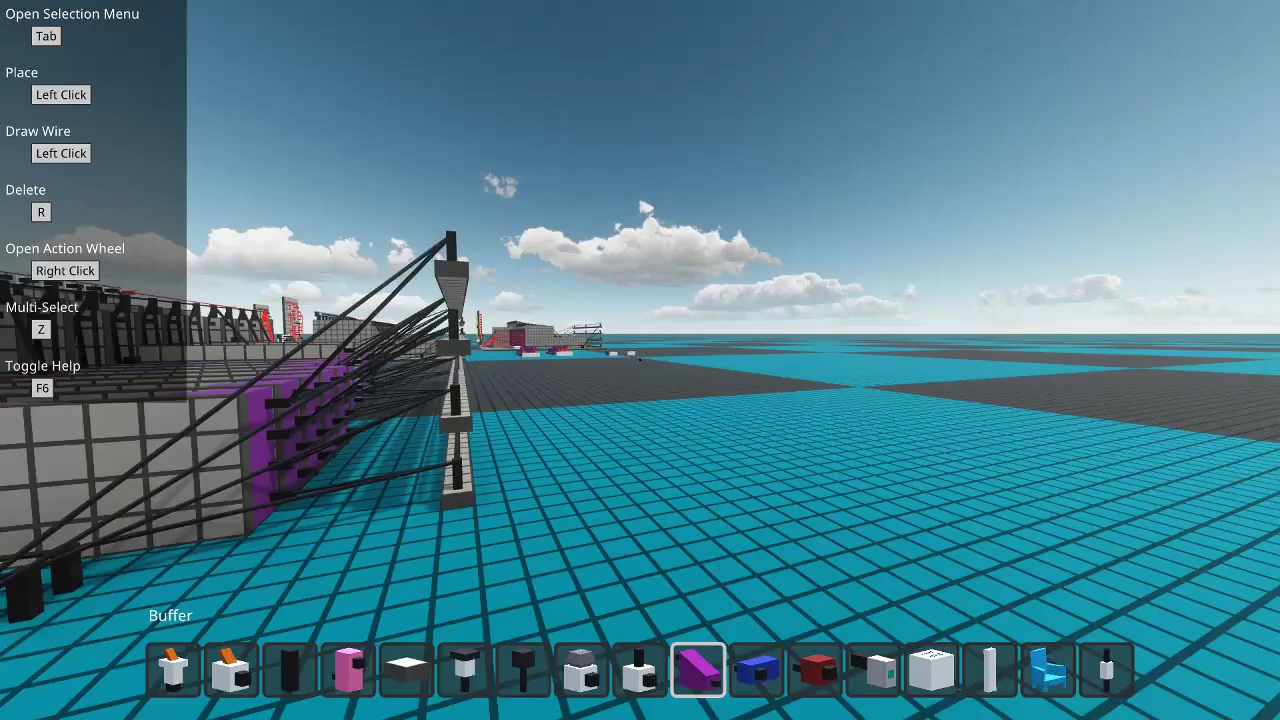 Open Selection Menu
Tab
Place
Left Click
Draw Wire
Left Click
Delete
R
Open Action Wheel
Right Click
Multi-Select
Z
Toggle Help
F6
Buffer